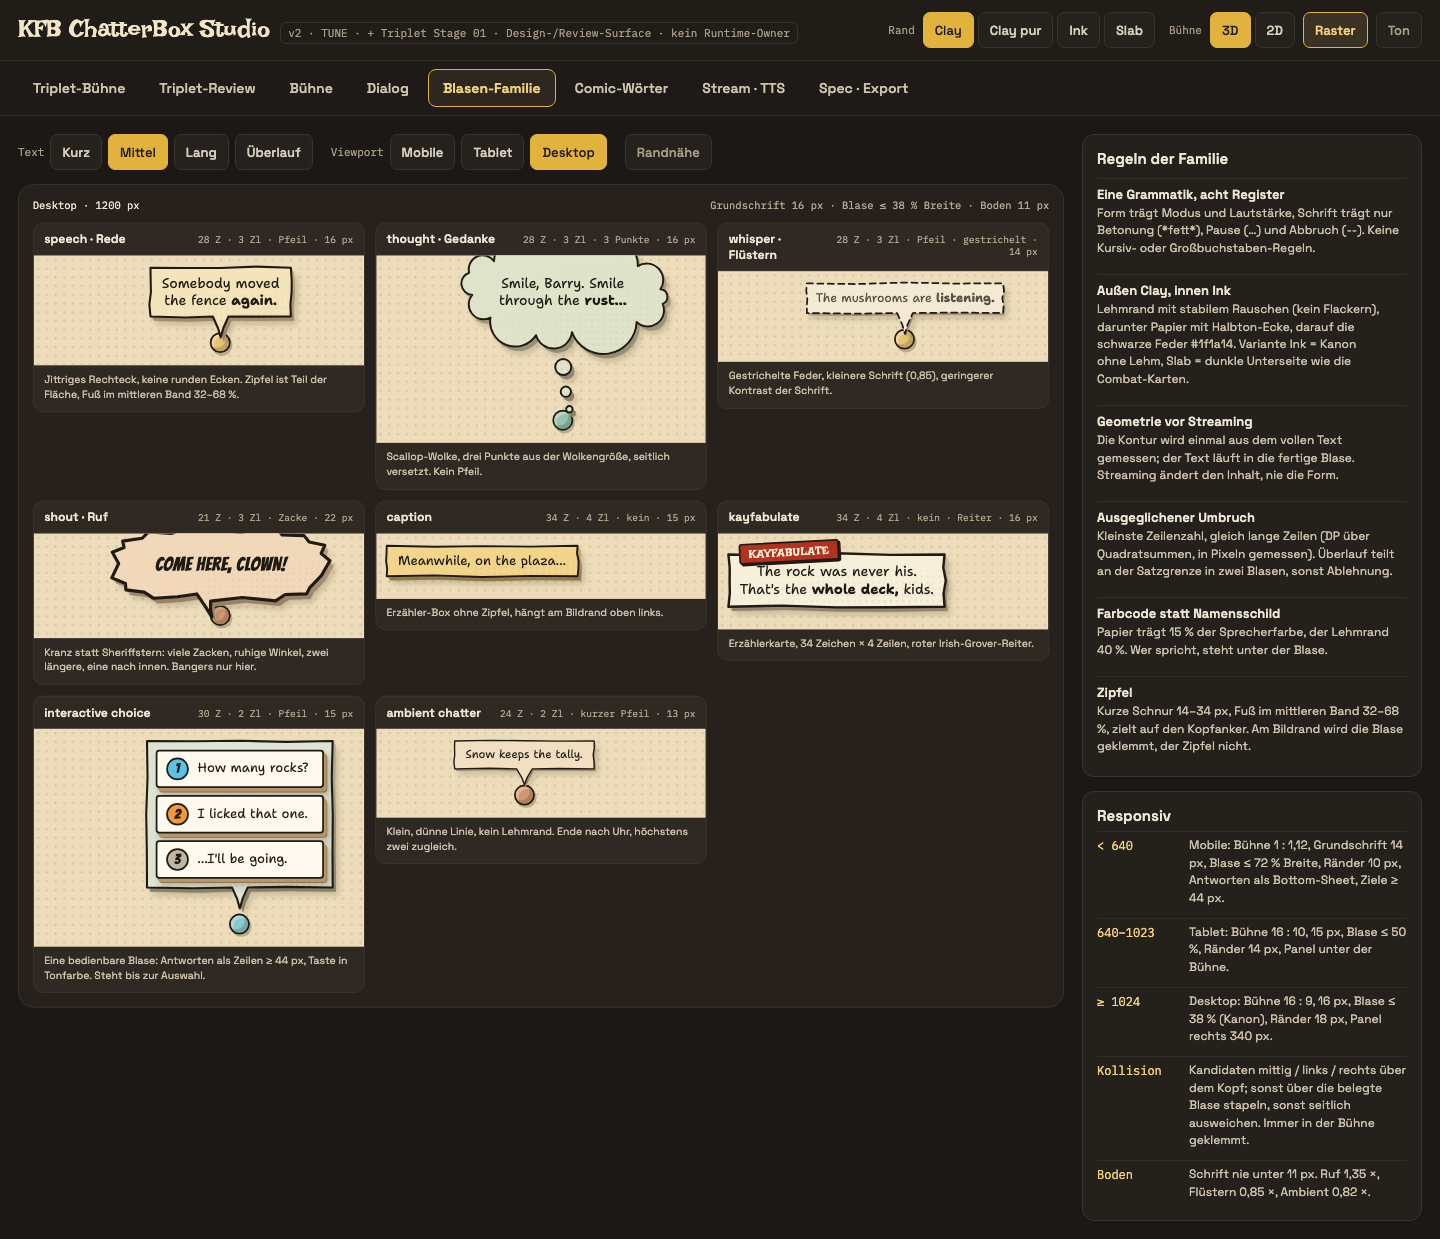 KFB ChatterBox Studio
v2 · TUNE · + Triplet Stage 01 · Design-/Review-Surface · kein Runtime-Owner
Rand Clay Clay pur Ink Slab Bühne 3D 2D Raster Ton
Triplet-Bühne Triplet-Review Bühne Dialog Blasen-Familie Comic-Wörter Stream · TTS Spec · Export
Text Kurz Mittel Lang Überlauf Viewport Mobile Tablet Desktop Randnähe
Desktop · 1200 px
Grundschrift 16 px · Blase ≤ 38 % Breite · Boden 11 px
speech · Rede
28 Z · 3 Zl · Pfeil · 16 px
Somebody moved
the fence again.
Jittriges Rechteck, keine runden Ecken. Zipfel ist Teil der
Fläche, Fuß im mittleren Band 32–68 %.
thought · Gedanke
28 Z · 3 Zl · 3 Punkte · 16 px
Smile, Barry. Smile
through the rust...
Scallop-Wolke, drei Punkte aus der Wolkengröße, seitlich
versetzt. Kein Pfeil.
whisper ·
Flüstern
28 Z · 3 Zl · Pfeil · gestrichelt ·
14 px
The mushrooms are listening.
Gestrichelte Feder, kleinere Schrift (0,85), geringerer
Kontrast der Schrift.
shout · Ruf
21 Z · 3 Zl · Zacke · 22 px
COME HERE, CLOWN!
Kranz statt Sheriffstern: viele Zacken, ruhige Winkel, zwei
längere, eine nach innen. Bangers nur hier.
caption
34 Z · 4 Zl · kein · 15 px
Meanwhile, on the plaza...
Erzähler-Box ohne Zipfel, hängt am Bildrand oben links.
kayfabulate
34 Z · 4 Zl · kein · Reiter · 16 px
KAYFABULATE
The rock was never his.
That's the whole deck, kids.
Erzählerkarte, 34 Zeichen × 4 Zeilen, roter Irish-Grover-Reiter.
interactive choice
30 Z · 2 Zl · Pfeil · 15 px
1 How many rocks?
2 I licked that one.
3 ...I'll be going.
Eine bedienbare Blase: Antworten als Zeilen ≥ 44 px, Taste in
Tonfarbe. Steht bis zur Auswahl.
ambient chatter
24 Z · 2 Zl · kurzer Pfeil · 13 px
Snow keeps the tally.
Klein, dünne Linie, kein Lehmrand. Ende nach Uhr, höchstens
zwei zugleich.
Regeln der Familie
Eine Grammatik, acht Register
Form trägt Modus und Lautstärke, Schrift trägt nur
Betonung (*fett*), Pause (…) und Abbruch (--). Keine
Kursiv- oder Großbuchstaben-Regeln.
Außen Clay, innen Ink
Lehmrand mit stabilem Rauschen (kein Flackern),
darunter Papier mit Halbton-Ecke, darauf die
schwarze Feder #1f1a14. Variante Ink = Kanon
ohne Lehm, Slab = dunkle Unterseite wie die
Combat-Karten.
Geometrie vor Streaming
Die Kontur wird einmal aus dem vollen Text
gemessen; der Text läuft in die fertige Blase.
Streaming ändert den Inhalt, nie die Form.
Ausgeglichener Umbruch
Kleinste Zeilenzahl, gleich lange Zeilen (DP über
Quadratsummen, in Pixeln gemessen). Überlauf teilt
an der Satzgrenze in zwei Blasen, sonst Ablehnung.
Farbcode statt Namensschild
Papier trägt 15 % der Sprecherfarbe, der Lehmrand
40 %. Wer spricht, steht unter der Blase.
Zipfel
Kurze Schnur 14–34 px, Fuß im mittleren Band 32–68
%, zielt auf den Kopfanker. Am Bildrand wird die Blase
geklemmt, der Zipfel nicht.
Responsiv
< 640
Mobile: Bühne 1 : 1,12, Grundschrift 14
px, Blase ≤ 72 % Breite, Ränder 10 px,
Antworten als Bottom-Sheet, Ziele ≥
44 px.
640–1023
Tablet: Bühne 16 : 10, 15 px, Blase ≤ 50
%, Ränder 14 px, Panel unter der
Bühne.
≥ 1024
Desktop: Bühne 16 : 9, 16 px, Blase ≤
38 % (Kanon), Ränder 18 px, Panel
rechts 340 px.
Kollision
Kandidaten mittig / links / rechts über
dem Kopf; sonst über die belegte
Blase stapeln, sonst seitlich
ausweichen. Immer in der Bühne
geklemmt.
Boden
Schrift nie unter 11 px. Ruf 1,35 ×,
Flüstern 0,85 ×, Ambient 0,82 ×.